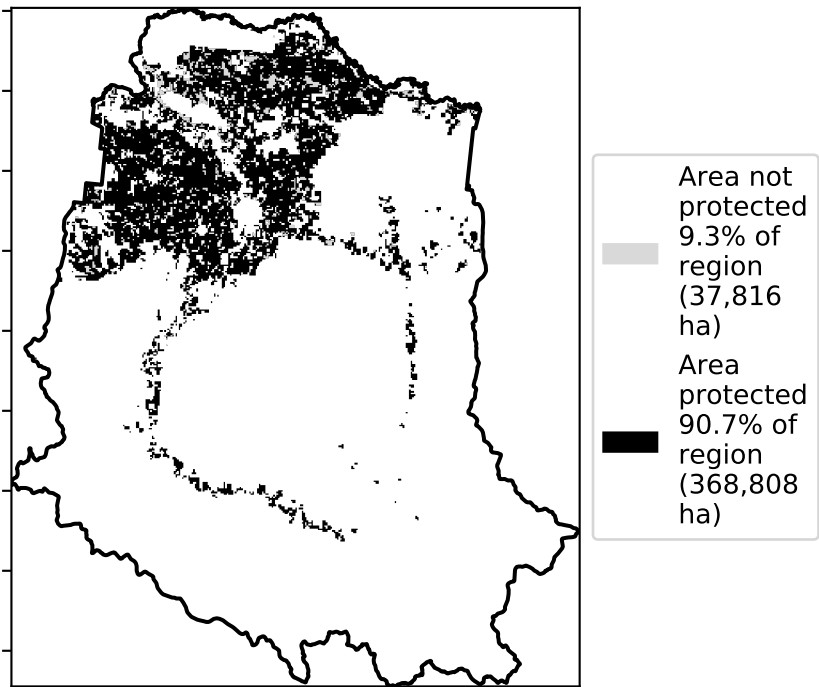 Area not
protected
9.3% of
region
(37,816
ha)
Area
protected
90.7% of
region
(368,808
ha)